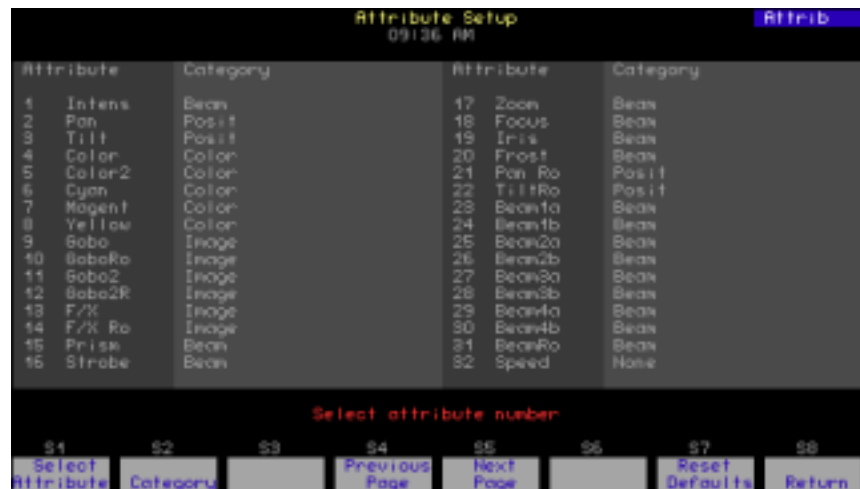 Attribute Setup
Attrib
09:36 AM
Attribute Category Attribute Category
1 Intens Beam 17 Zoom Beam
2 Pan Posit 18 Focus Beam
3 Tilt Posit 19 Iris Beam
4 Color Color 20 Frost Beam
5 Color2 Color 21 Pan Ro Posit
6 Cyan Color 22 TiltRo Posit
7 Magent Color 23 Beam1a Beam
8 Yellow Color 24 Beam1b Beam
9 Gobo Image 25 Beam2a Beam
10 GoboRo Image 26 Beam2b Beam
11 Gobo2 Image 27 Beam3a Beam
12 Gobo2R Image 28 Beam3b Beam
13 F/X Image 29 Beam4a Beam
14 F/X Ro Image 30 Beam4b Beam
15 Prism Beam 31 BeamRo Beam
16 Strobe Beam 32 Speed None
Select attribute number
S1 S2 S3 S4 S5 S6 S7 S8
Select Previous Next Reset
Attribute Category Page Page Defaults Return